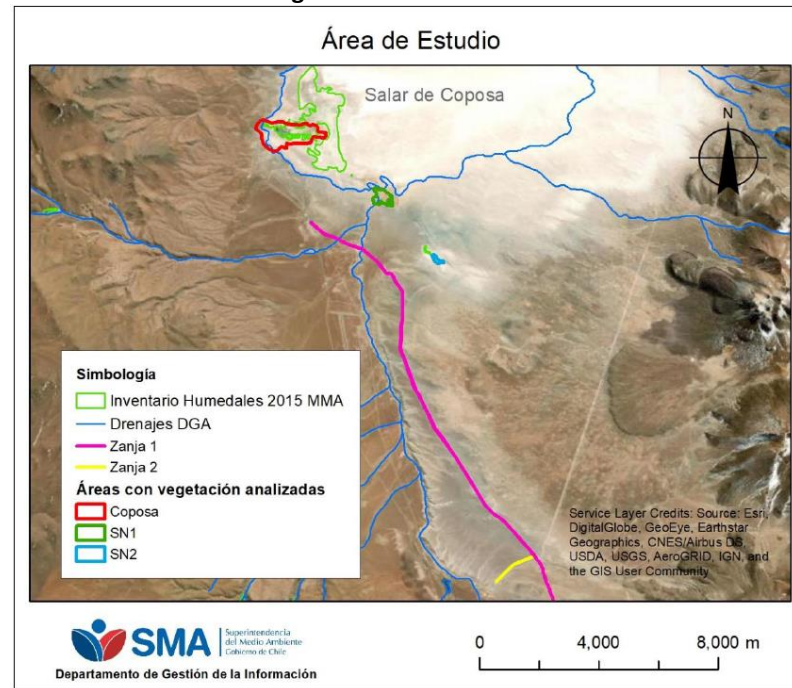 Área de Estudio
Salar de Coposa
N
Simbología
Inventario Humedales 2015 MMA
Drenajes DGA
Zanja 1
Zanja 2
Áreas con vegetación analizadas
Coposa
SN1
SN2
Service Layer Credits: Source: Esri,
DigitalGlobe, GeoEye, Earthstar
Geographics, CNES/Airbus DS,
USDA, USGS, AeroGRID, IGN, and
the GIS User Community
SMA
Superintendencia
del Medio Ambiente
Gobierno de Chile
Departamento de Gestión de la Información
0 4,000 8,000 m